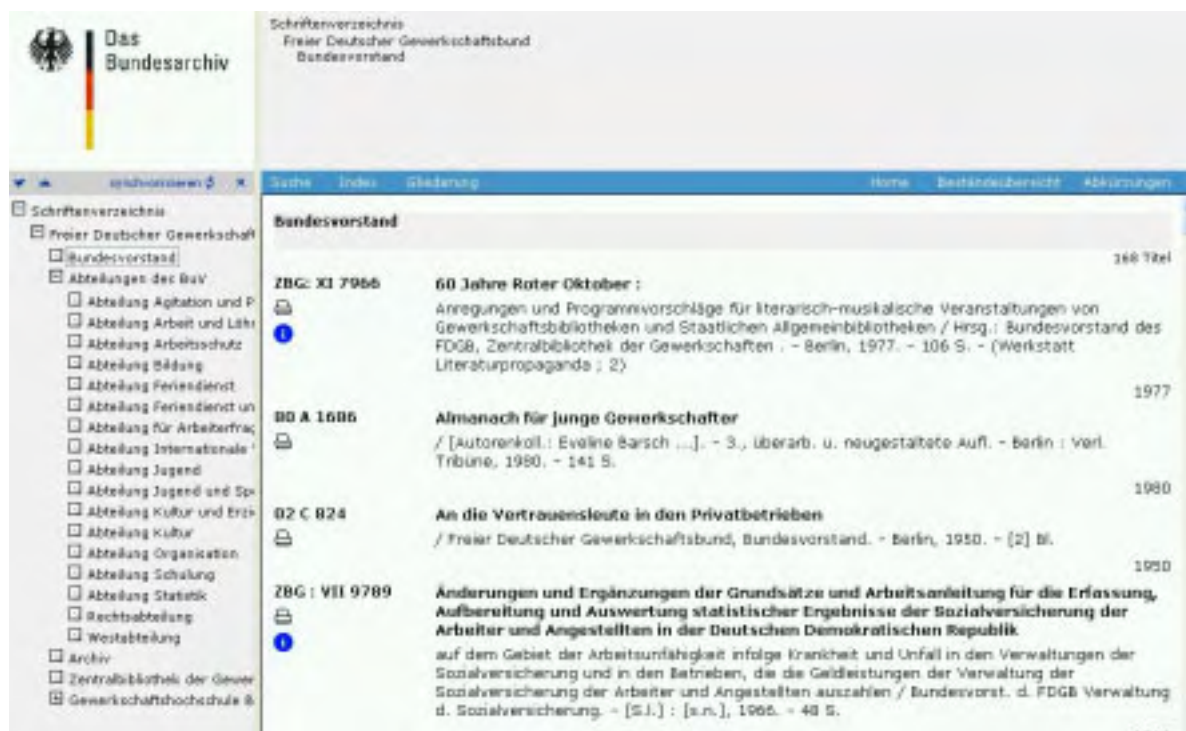 Das
Bundesarchiv
Schriftenverzeichnis
Freier Deutscher Gewerkschaftsbund
Bundesvorstand
synchronisieren
Suche Index Gliederung Home Beständeübersicht Abkürzungen
Schriftenverzeichnis
Freier Deutscher Gewerkschaft
Bundesvorstand
Abteilungen des BuV
Abteilung Agitation und P
Abteilung Arbeit und Löhn
Abteilung Arbeitsschutz
Abteilung Bildung
Abteilung Feriendienst
Abteilung Feriendienst un
Abteilung für Arbeiterfrag
Abteilung Internationale
Abteilung Jugend
Abteilung Jugend und Spo
Abteilung Kultur und Erzie
Abteilung Kultur
Abteilung Organisation
Abteilung Schulung
Abteilung Statistik
Rechtsabteilung
Westabteilung
Archiv
Zentralbibliothek der Gewer
Gewerkschaftshochschule B
Bundesvorstand
168 Titel
ZBG: XI 7966 60 Jahre Roter Oktober :
Anregungen und Programmvorschläge für literarisch-musikalische Veranstaltungen von
Gewerkschaftsbibliotheken und Staatlichen Allgemeinbibliotheken / Hrsg.: Bundesvorstand des
FDGB, Zentralbibliothek der Gewerkschaften . - Berlin, 1977. - 106 S. - (Werkstatt
Literaturpropaganda ; 2)
1977
80 A 1686 Almanach für junge Gewerkschafter
/ [Autorenkoll.: Eveline Barsch ...]. - 3., überarb. u. neugestaltete Aufl. - Berlin : Verl.
Tribüne, 1980. - 141 S.
1980
02 C 824 An die Vertrauensleute in den Privatbetrieben
/ Freier Deutscher Gewerkschaftsbund, Bundesvorstand. - Berlin, 1950. - [2] Bl.
1950
ZBG : VII 9789 Änderungen und Ergänzungen der Grundsätze und Arbeitsanleitung für die Erfassung,
Aufbereitung und Auswertung statistischer Ergebnisse der Sozialversicherung der
Arbeiter und Angestellten in der Deutschen Demokratischen Republik
auf dem Gebiet der Arbeitsunfähigkeit infolge Krankheit und Unfall in den Verwaltungen der
Sozialversicherung und in den Betrieben, die die Geldleistungen der Verwaltung der
Sozialversicherung der Arbeiter und Angestellten auszahlen / Bundesvorst. d. FDGB Verwaltung
d. Sozialversicherung. - [S.l.] : [s.n.], 1966. - 48 S.